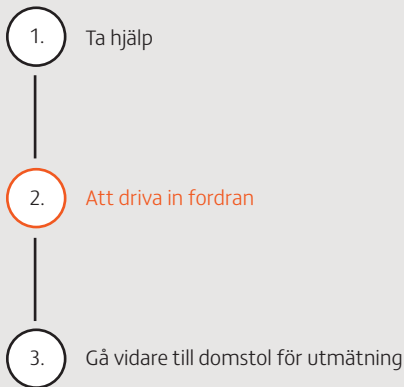 1. Ta hjälp
2. Att driva in fordran
3. Gå vidare till domstol för utmätning